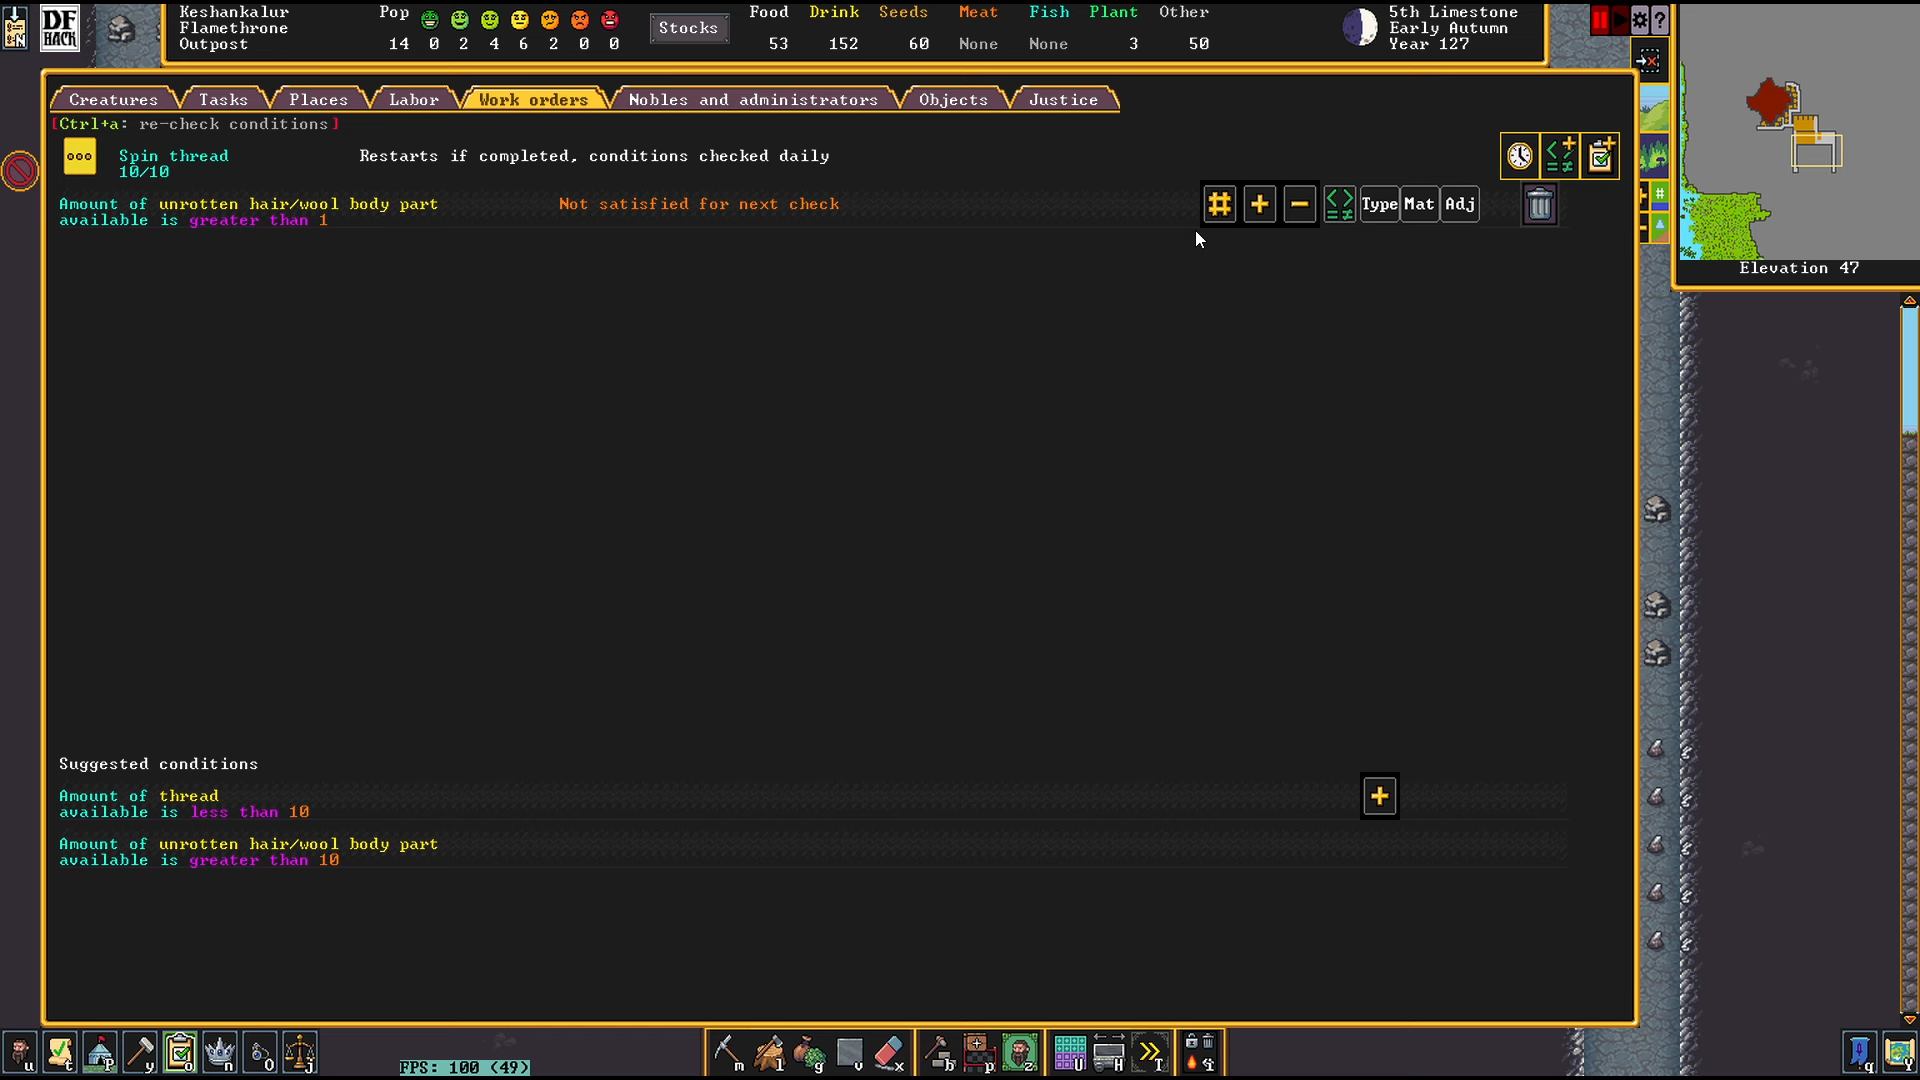 DF
HACK
Keshankalur
Flamethrone
Outpost
Pop
14 0 2 4 6 2 0 0
Stocks
Food Drink Seeds Meat Fish Plant Other
53 152 60 None None 3 50
5th Limestone
Early Autumn
Year 127
?
Creatures Tasks Places Labor Work orders Nobles and administrators Objects Justice
[Ctrl+a: re-check conditions]
Spin thread
10/10
Restarts if completed, conditions checked daily
Amount of unrotten hair/wool body part
available is greater than 1
Not satisfied for next check
# + − Type Mat Adj
Elevation 47
Suggested conditions
Amount of thread
available is less than 10
+
Amount of unrotten hair/wool body part
available is greater than 10
u t P y o n O j
FPS: 100 (49)
m l g v x b p z U H T i
q Y